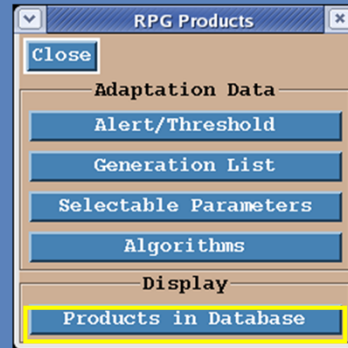 RPG Products
Close
Adaptation Data
Alert/Threshold
Generation List
Selectable Parameters
Algorithms
Display
Products in Database